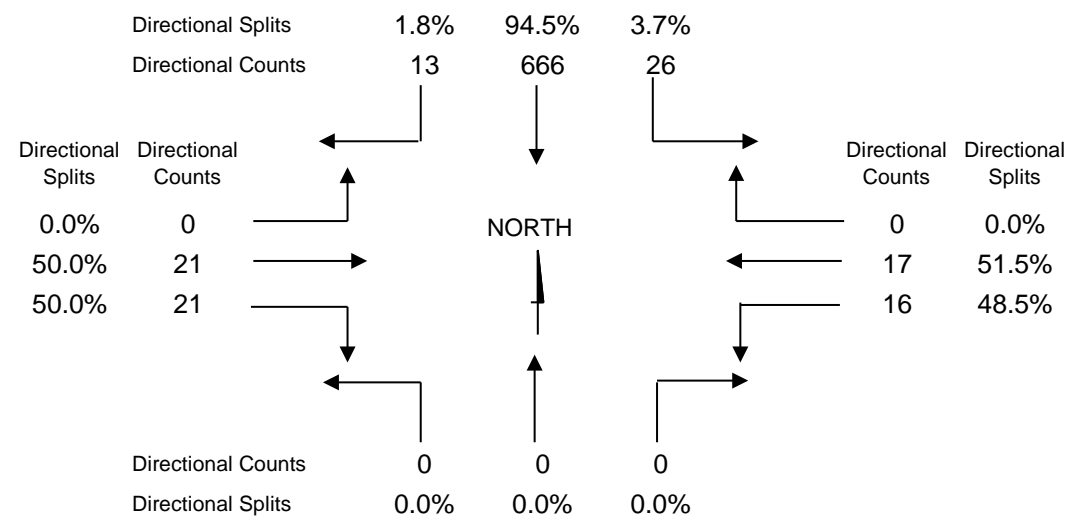 Directional Splits 1.8% 94.5% 3.7%
Directional Counts 13 666 26
Directional Directional Directional Directional
Splits Counts Counts Splits
0.0% 0 NORTH 0 0.0%
50.0% 21 17 51.5%
50.0% 21 16 48.5%
Directional Counts 0 0 0
Directional Splits 0.0% 0.0% 0.0%